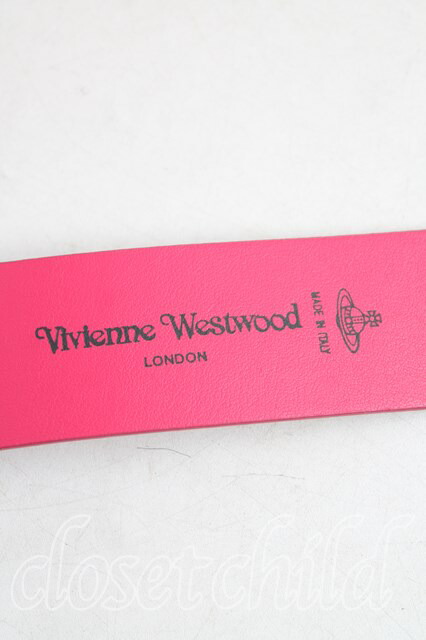 Vivienne Westwood
LONDON
MADE IN ITALY
closet child